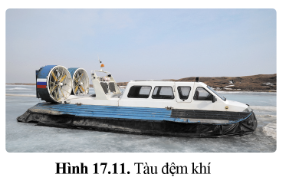 Hình 17.11. Tàu đệm khí